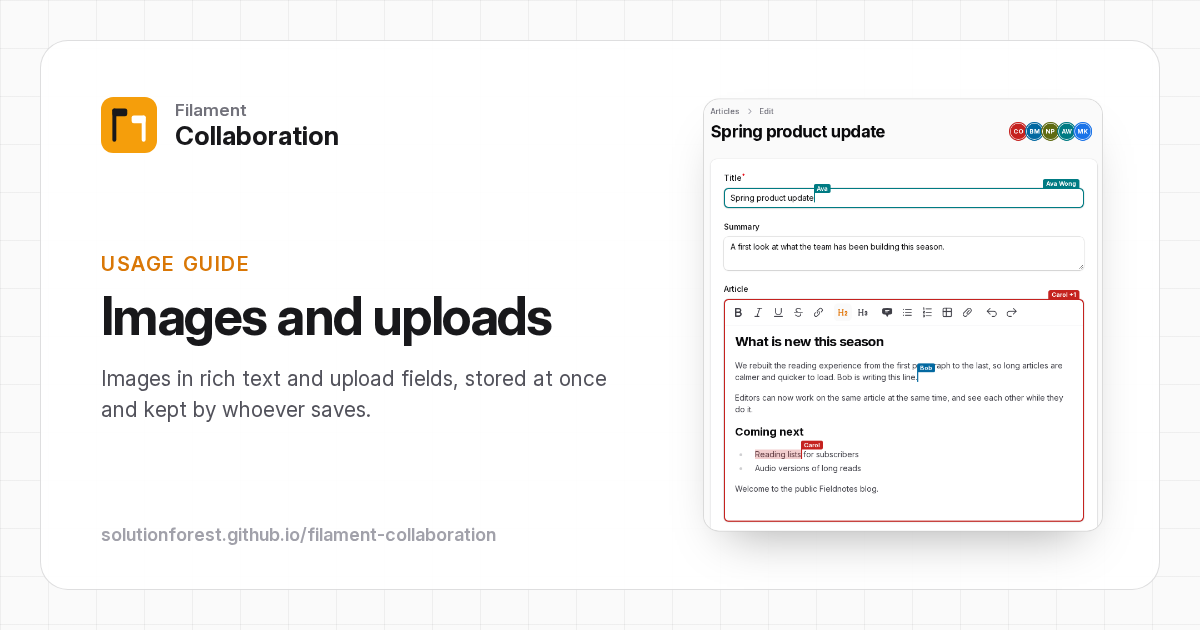 Filament
Collaboration
USAGE GUIDE
Images and uploads
Images in rich text and upload fields, stored at once
and kept by whoever saves.
solutionforest.github.io/filament-collaboration
Articles > Edit
Spring product update
CO BM NP AW MK
Title*
Ava Wong
Ava
Spring product update
Summary
A first look at what the team has been building this season.
Article
Carol +1
B I U S H2 H3
What is new this season
We rebuilt the reading experience from the first p aph to the last, so long articles are
Bob
calmer and quicker to load. Bob is writing this line.
Editors can now work on the same article at the same time, and see each other while they
do it.
Coming next
Carol
Reading lists for subscribers
Audio versions of long reads
Welcome to the public Fieldnotes blog.